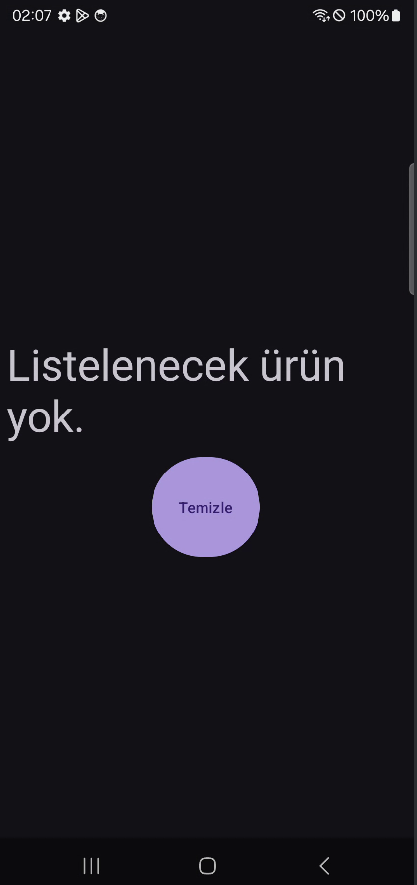 02:07
100%
Listelenecek ürün
yok.
Temizle